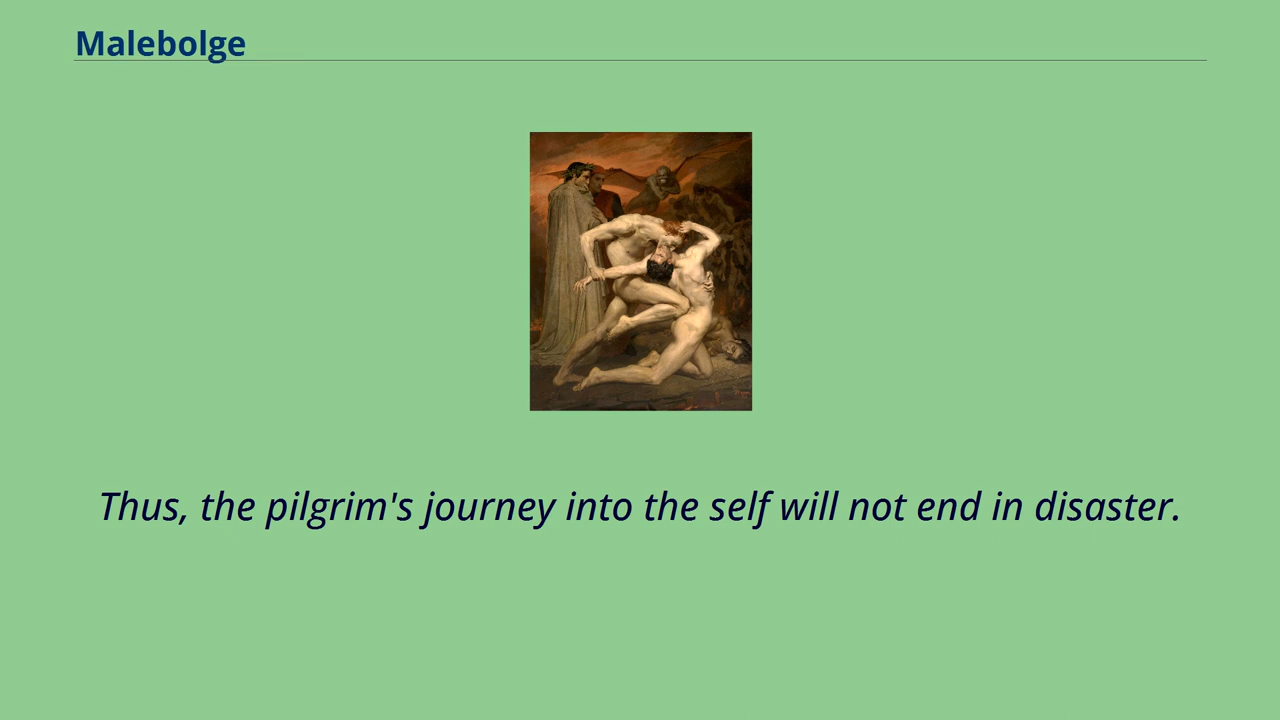 Malebolge
Thus, the pilgrim's journey into the self will not end in disaster.